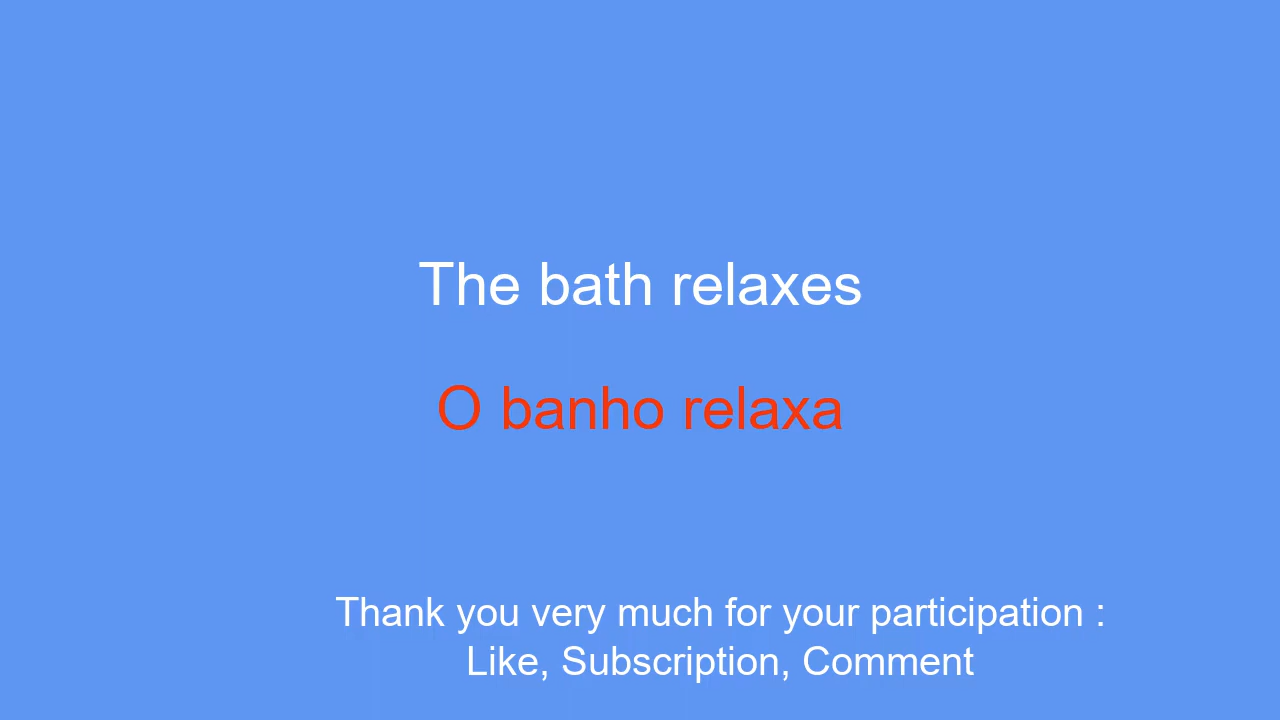 The bath relaxes
O banho relaxa
Thank you very much for your participation :
Like, Subscription, Comment